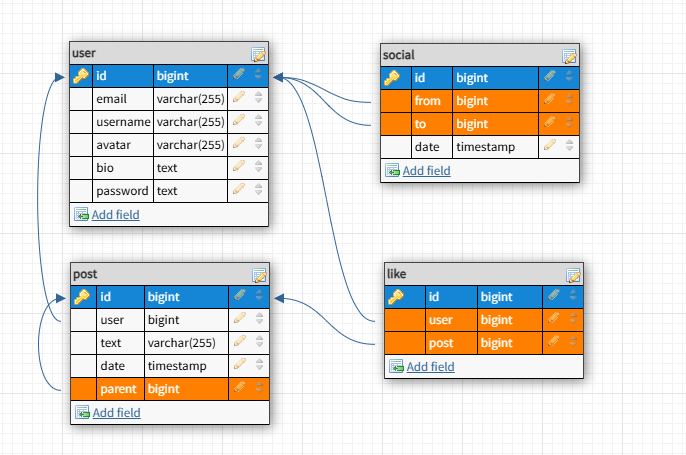 user
id bigint
email varchar(255)
username varchar(255)
avatar varchar(255)
bio text
password text
Add field
social
id bigint
from bigint
to bigint
date timestamp
Add field
post
id bigint
user bigint
text varchar(255)
date timestamp
parent bigint
Add field
like
id bigint
user bigint
post bigint
Add field